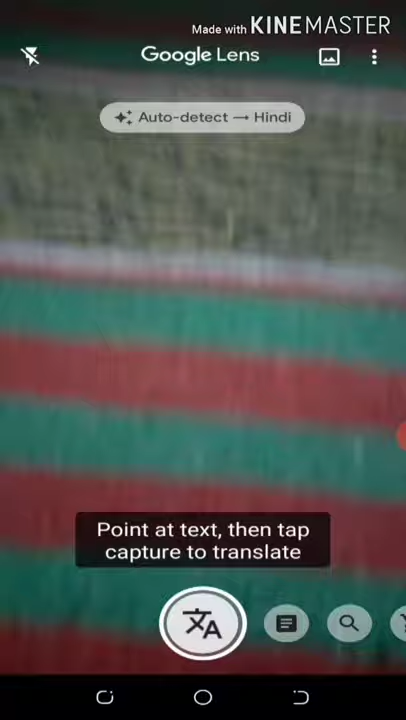 Made with KINEMASTER
Google Lens
Auto-detect → Hindi
Point at text, then tap
capture to translate